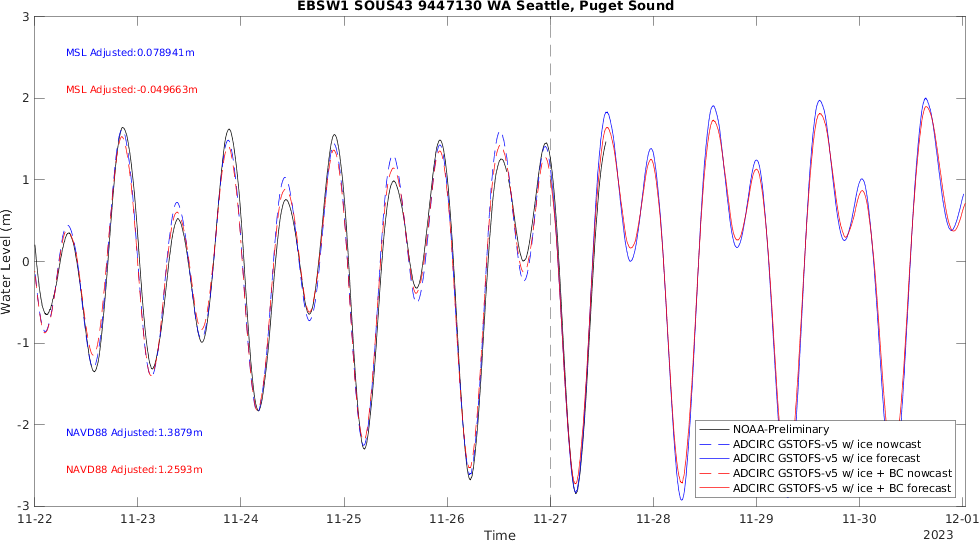 EBSW1 SOUS43 9447130 WA Seattle, Puget Sound
3
2
1
0
-1
-2
-3
Water Level (m)
MSL Adjusted:0.078941m
MSL Adjusted:-0.049663m
NAVD88 Adjusted:1.3879m
NAVD88 Adjusted:1.2593m
NOAA-Preliminary
ADCIRC GSTOFS-v5 w/ ice nowcast
ADCIRC GSTOFS-v5 w/ ice forecast
ADCIRC GSTOFS-v5 w/ ice + BC nowcast
ADCIRC GSTOFS-v5 w/ ice + BC forecast
11-22 11-23 11-24 11-25 11-26 11-27 11-28 11-29 11-30 12-01
Time
2023